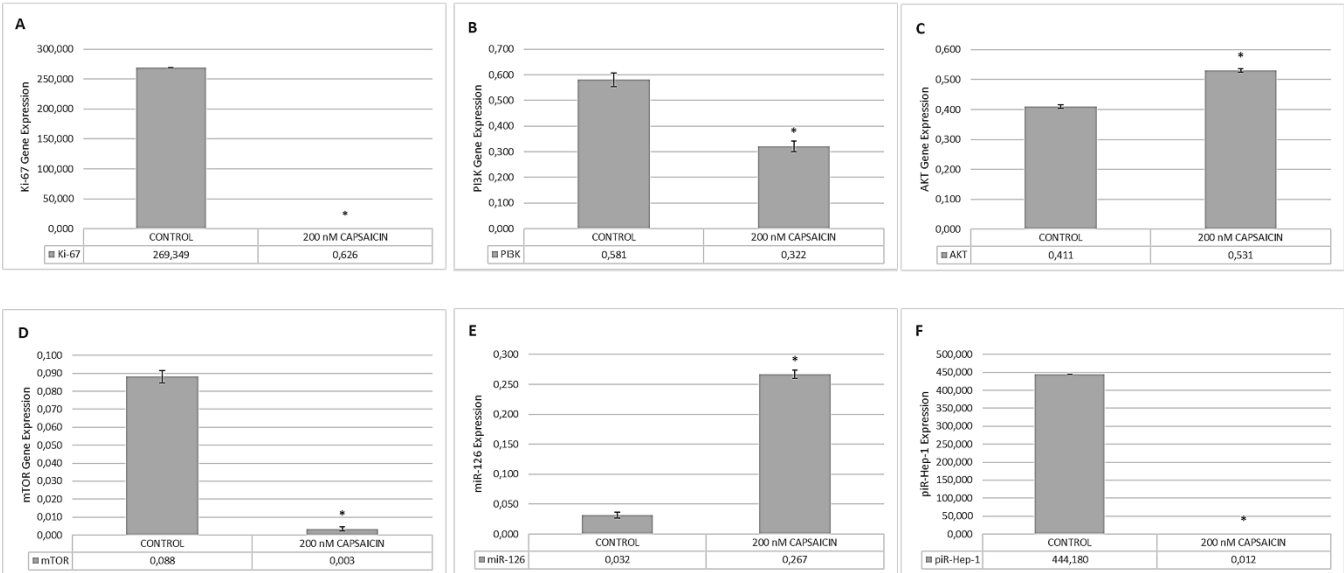 A
Ki-67 Gene Expression
300,000
250,000
200,000
150,000
100,000
50,000
0,000
*
CONTROL 200 nM CAPSAICIN
Ki-67 269,349 0,626
B
PI3K Gene Expression
0,700
0,600
0,500
0,400
0,300
0,200
0,100
0,000
*
CONTROL 200 nM CAPSAICIN
PI3K 0,581 0,322
C
AKT Gene Expression
0,600
0,500
0,400
0,300
0,200
0,100
0,000
*
CONTROL 200 nM CAPSAICIN
AKT 0,411 0,531
D
mTOR Gene Expression
0,100
0,090
0,080
0,070
0,060
0,050
0,040
0,030
0,020
0,010
0,000
*
CONTROL 200 nM CAPSAICIN
mTOR 0,088 0,003
E
miR-126 Expression
0,300
0,250
0,200
0,150
0,100
0,050
0,000
*
CONTROL 200 nM CAPSAICIN
miR-126 0,032 0,267
F
piR-Hep-1 Expression
500,000
450,000
400,000
350,000
300,000
250,000
200,000
150,000
100,000
50,000
0,000
*
CONTROL 200 nM CAPSAICIN
piR-Hep-1 444,180 0,012